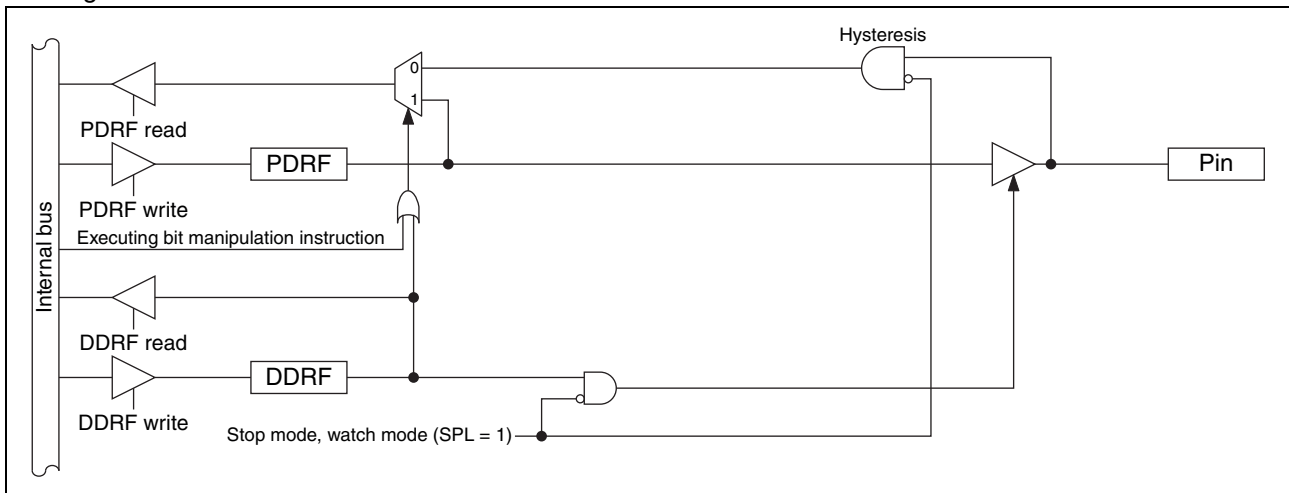 Hysteresis
0
1
PDRF read
PDRF
Pin
PDRF write
Executing bit manipulation instruction
Internal bus
DDRF read
DDRF
DDRF write
Stop mode, watch mode (SPL = 1)